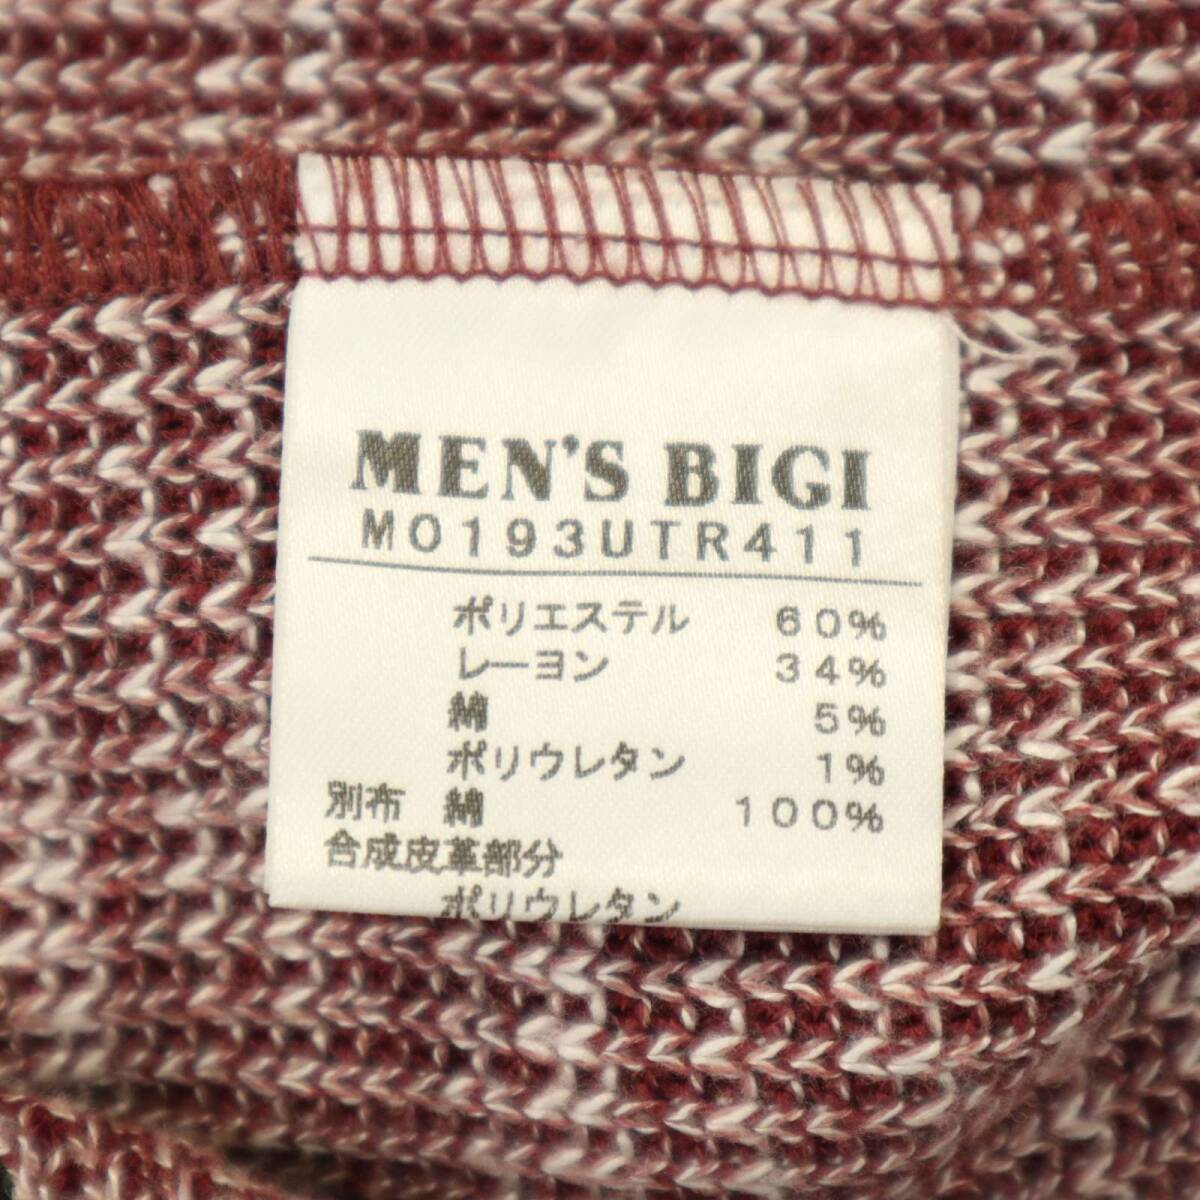 MEN'S BIGI
M0193UTR411
ポリエステル 60%
レーヨン 34%
綿 5%
ポリウレタン 1%
別布 綿 100%
合成皮革部分
ポリウレタン